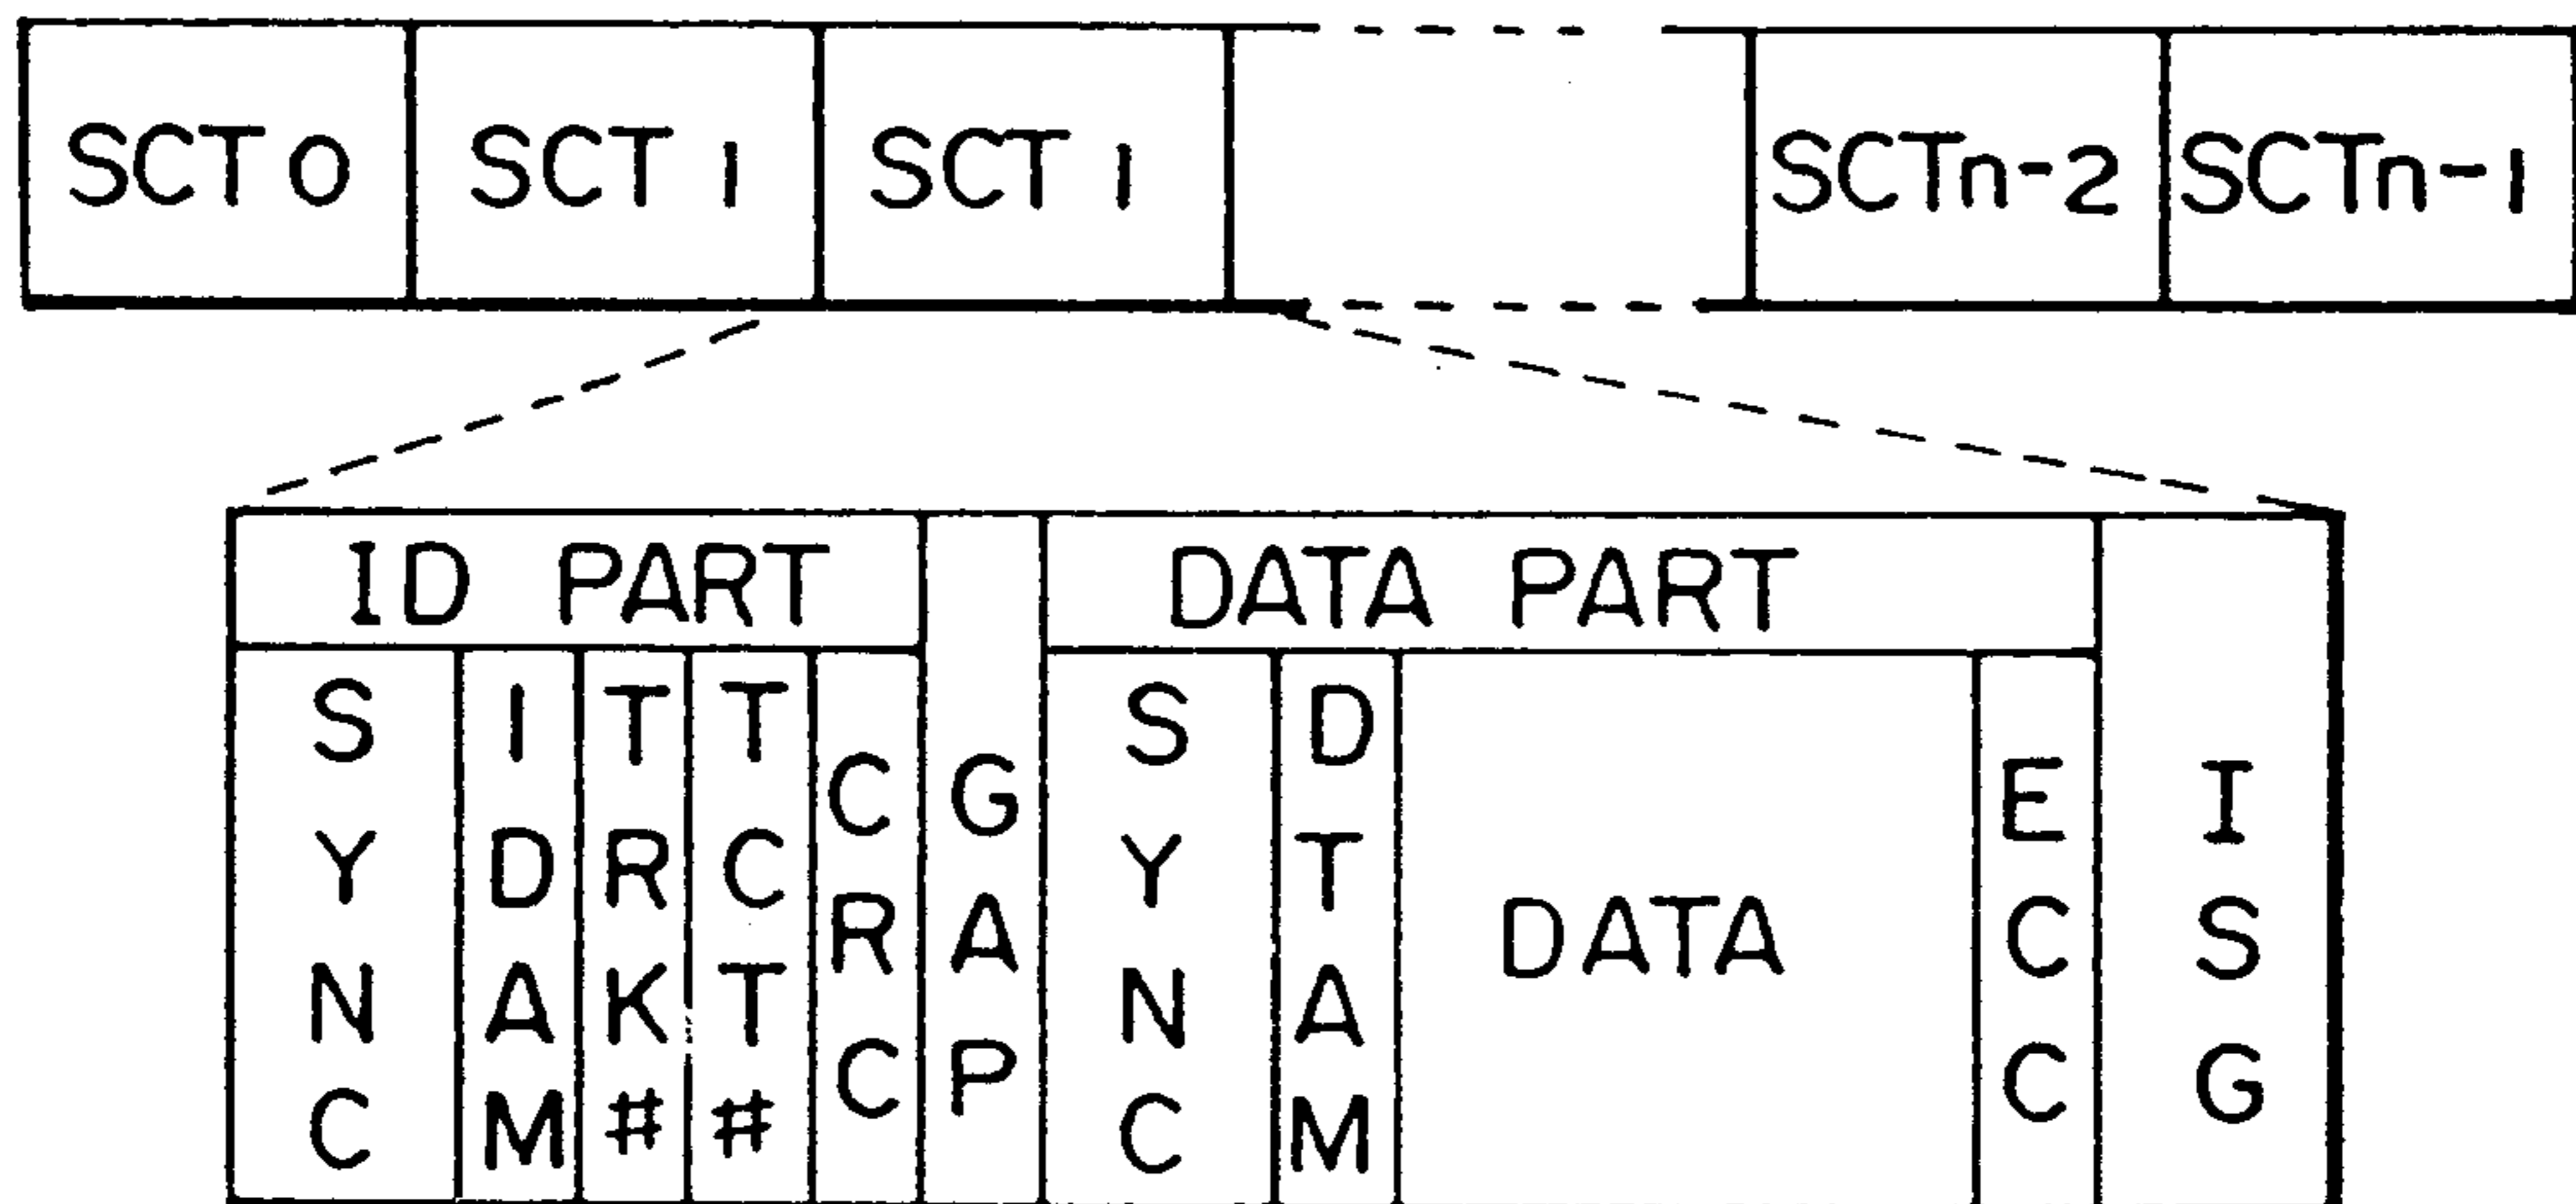 SCT 0 SCT 1 SCT 1 SCTn-2 SCTn-1
ID PART DATA PART
SYNC
IDAM
TRK#
TCT#
CRC
GAP
SYNC
DTAM
DATA
ECC
ISG